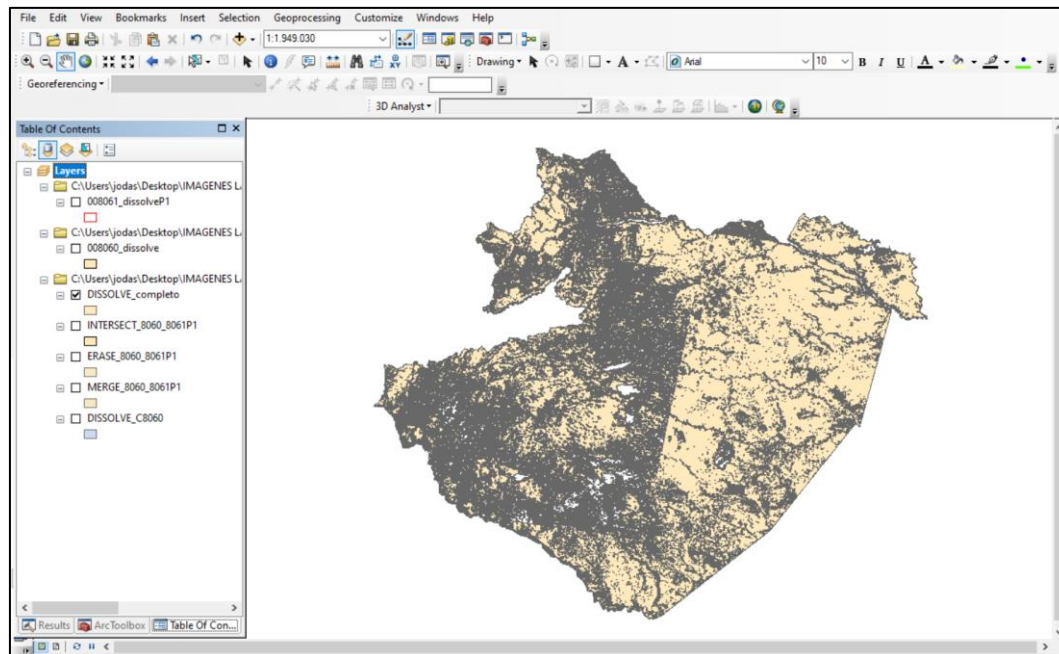 File Edit View Bookmarks Insert Selection Geoprocessing Customize Windows Help
1:1.949.030
Drawing Arial 10 B I U A
Georeferencing
3D Analyst
Table Of Contents
Layers
C:\Users\jodas\Desktop\IMAGENES L
008061_dissolveP1
C:\Users\jodas\Desktop\IMAGENES L
008060_dissolve
C:\Users\jodas\Desktop\IMAGENES L
DISSOLVE_completo
INTERSECT_8060_8061P1
ERASE_8060_8061P1
MERGE_8060_8061P1
DISSOLVE_C8060
Results ArcToolbox Table Of Con...